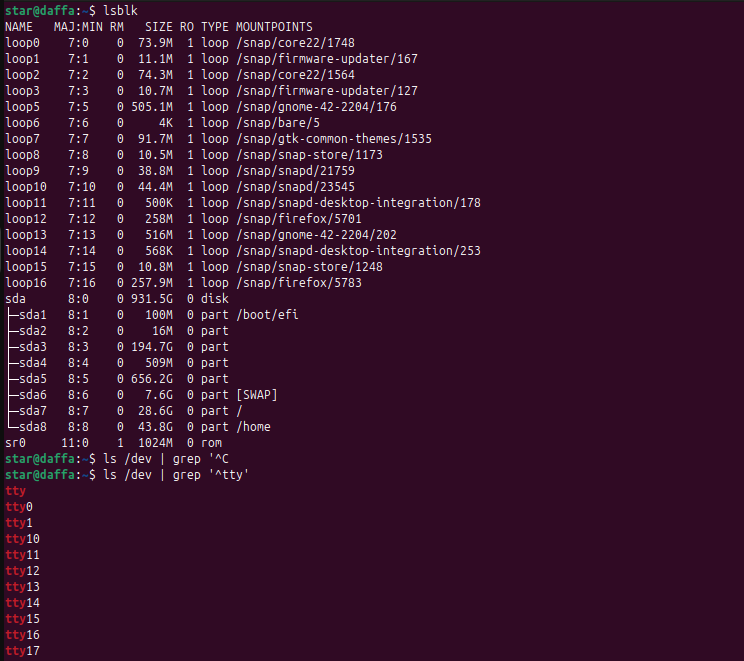 star@daffa:~$ lsblk
NAME   MAJ:MIN RM   SIZE RO TYPE MOUNTPOINTS
loop0    7:0    0  73.9M  1 loop /snap/core22/1748
loop1    7:1    0  11.1M  1 loop /snap/firmware-updater/167
loop2    7:2    0  74.3M  1 loop /snap/core22/1564
loop3    7:3    0  10.7M  1 loop /snap/firmware-updater/127
loop5    7:5    0 505.1M  1 loop /snap/gnome-42-2204/176
loop6    7:6    0     4K  1 loop /snap/bare/5
loop7    7:7    0  91.7M  1 loop /snap/gtk-common-themes/1535
loop8    7:8    0  10.5M  1 loop /snap/snap-store/1173
loop9    7:9    0  38.8M  1 loop /snap/snapd/21759
loop10   7:10   0  44.4M  1 loop /snap/snapd/23545
loop11   7:11   0   500K  1 loop /snap/snapd-desktop-integration/178
loop12   7:12   0   258M  1 loop /snap/firefox/5701
loop13   7:13   0   516M  1 loop /snap/gnome-42-2204/202
loop14   7:14   0   568K  1 loop /snap/snapd-desktop-integration/253
loop15   7:15   0  10.8M  1 loop /snap/snap-store/1248
loop16   7:16   0 257.9M  1 loop /snap/firefox/5783
sda      8:0    0 931.5G  0 disk
├─sda1   8:1    0   100M  0 part /boot/efi
├─sda2   8:2    0    16M  0 part
├─sda3   8:3    0 194.7G  0 part
├─sda4   8:4    0   509M  0 part
├─sda5   8:5    0 656.2G  0 part
├─sda6   8:6    0   7.6G  0 part [SWAP]
├─sda7   8:7    0  28.6G  0 part /
└─sda8   8:8    0  43.8G  0 part /home
sr0     11:0    1  1024M  0 rom
star@daffa:~$ ls /dev | grep '^C
star@daffa:~$ ls /dev | grep '^tty'
tty
tty0
tty1
tty10
tty11
tty12
tty13
tty14
tty15
tty16
tty17